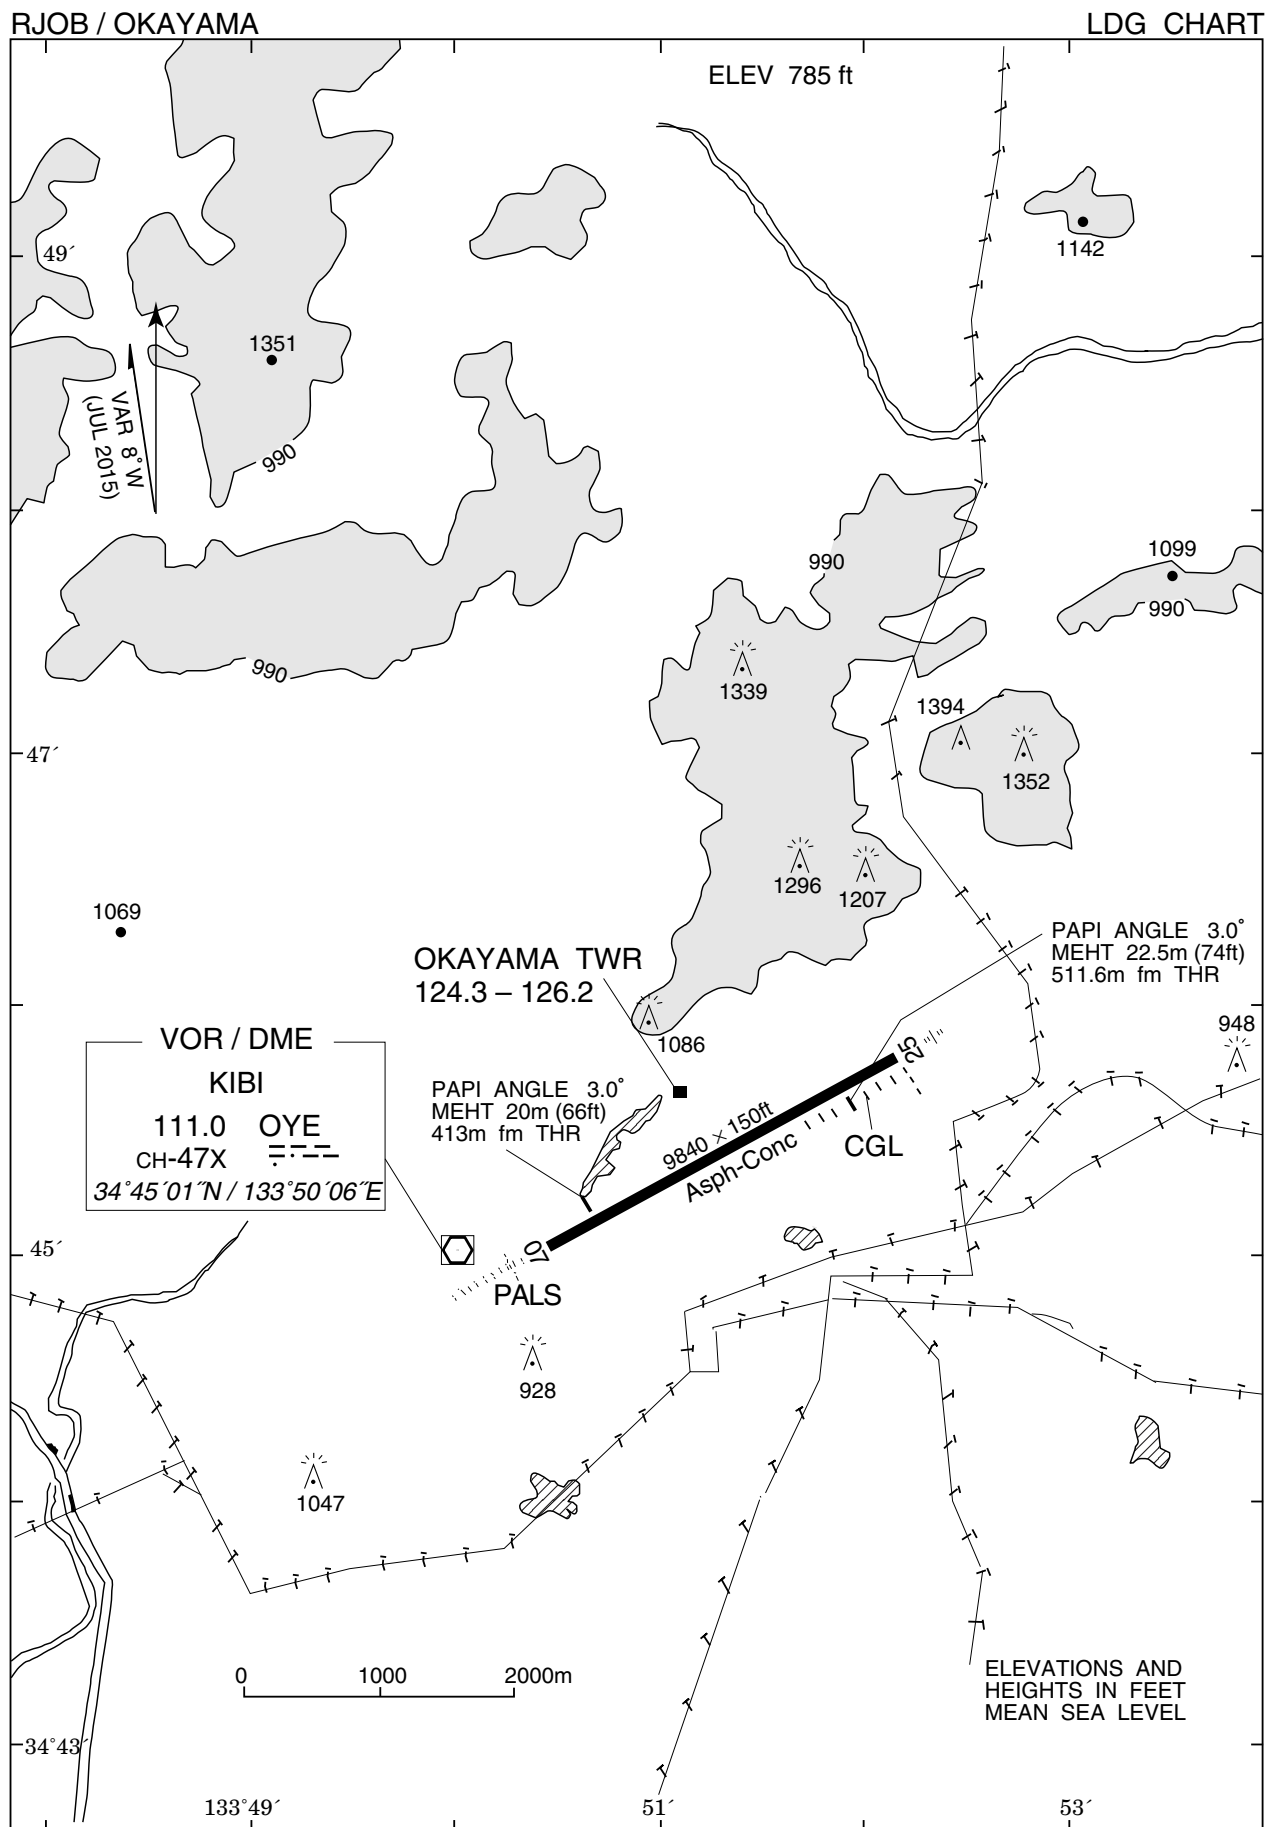 RJOB / OKAYAMA
LDG CHART
ELEV 785 ft
1142
49´
1351
VAR 8°W
(JUL 2015)
990
990
1099
990
990
1339
1394
1352
47´
1296
1207
1069
OKAYAMA TWR
124.3 – 126.2
PAPI ANGLE 3.0°
MEHT 22.5m (74ft)
511.6m fm THR
948
1086
VOR / DME
KIBI
111.0 OYE
CH-47X
34°45´01˝N / 133°50´06˝E
PAPI ANGLE 3.0°
MEHT 20m (66ft)
413m fm THR
25
9840 × 150ft
Asph-Conc
CGL
07
45´
PALS
928
1047
0 1000 2000m
ELEVATIONS AND
HEIGHTS IN FEET
MEAN SEA LEVEL
34°43´
133°49´
51´
53´